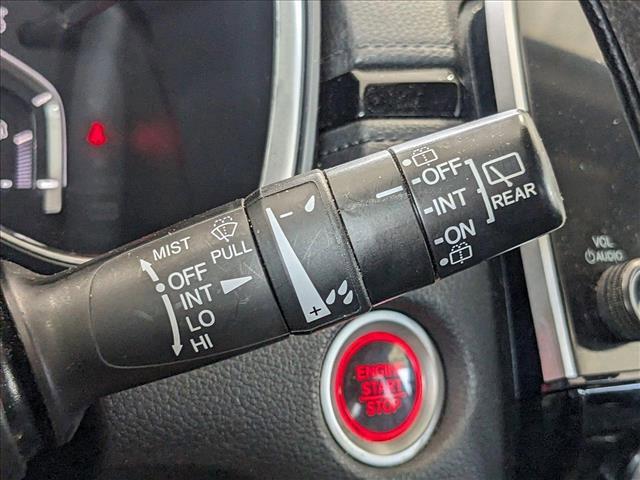 MIST
PULL
OFF
INT
LO
HI
- 
+
OFF
INT
ON
REAR
VOL
AUDIO
ENGINE
START
STOP